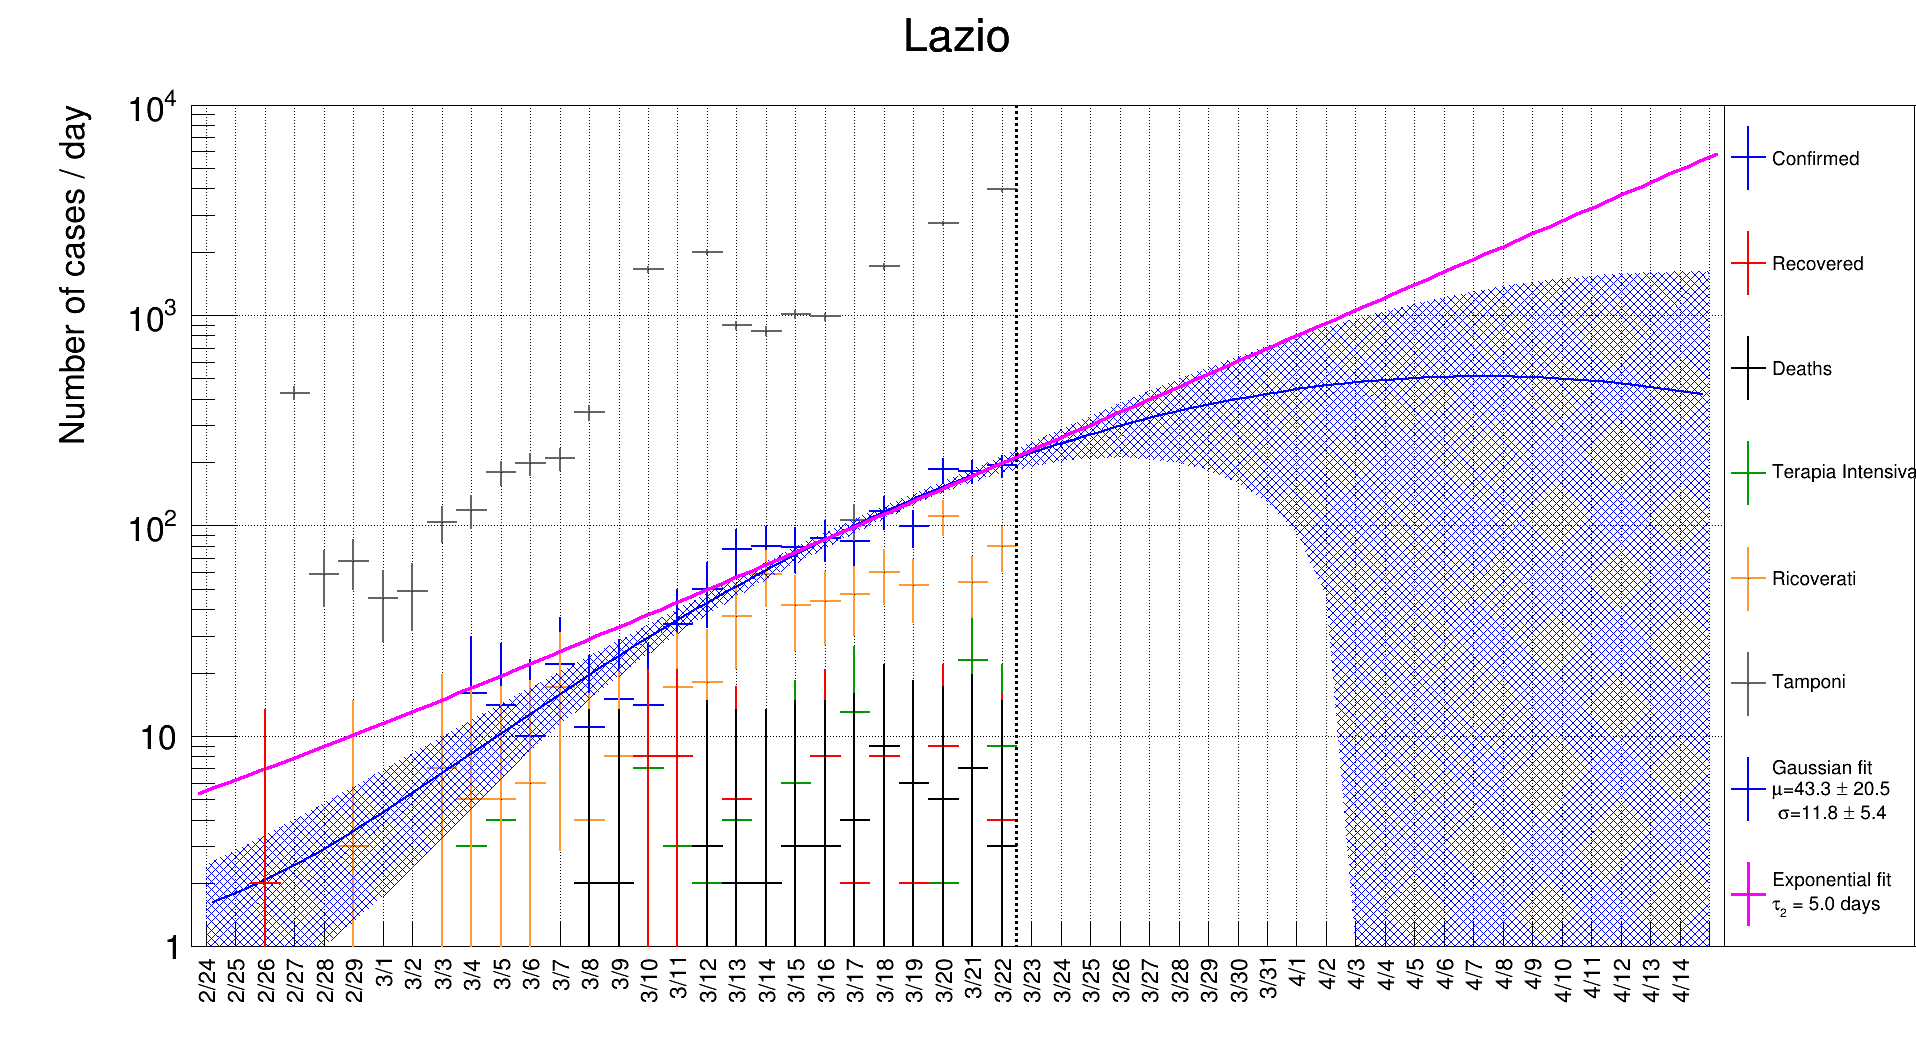 Lazio
Number of cases / day
10^4
10^3
10^2
10
1
2/24 2/25 2/26 2/27 2/28 2/29 3/1 3/2 3/3 3/4 3/5 3/6 3/7 3/8 3/9 3/10 3/11 3/12 3/13 3/14 3/15 3/16 3/17 3/18 3/19 3/20 3/21 3/22 3/23 3/24 3/25 3/26 3/27 3/28 3/29 3/30 3/31 4/1 4/2 4/3 4/4 4/5 4/6 4/7 4/8 4/9 4/10 4/11 4/12 4/13 4/14
Confirmed
Recovered
Deaths
Terapia Intensiva
Ricoverati
Tamponi
Gaussian fit
μ=43.3 ± 20.5
σ=11.8 ± 5.4
Exponential fit
τ₂ = 5.0 days